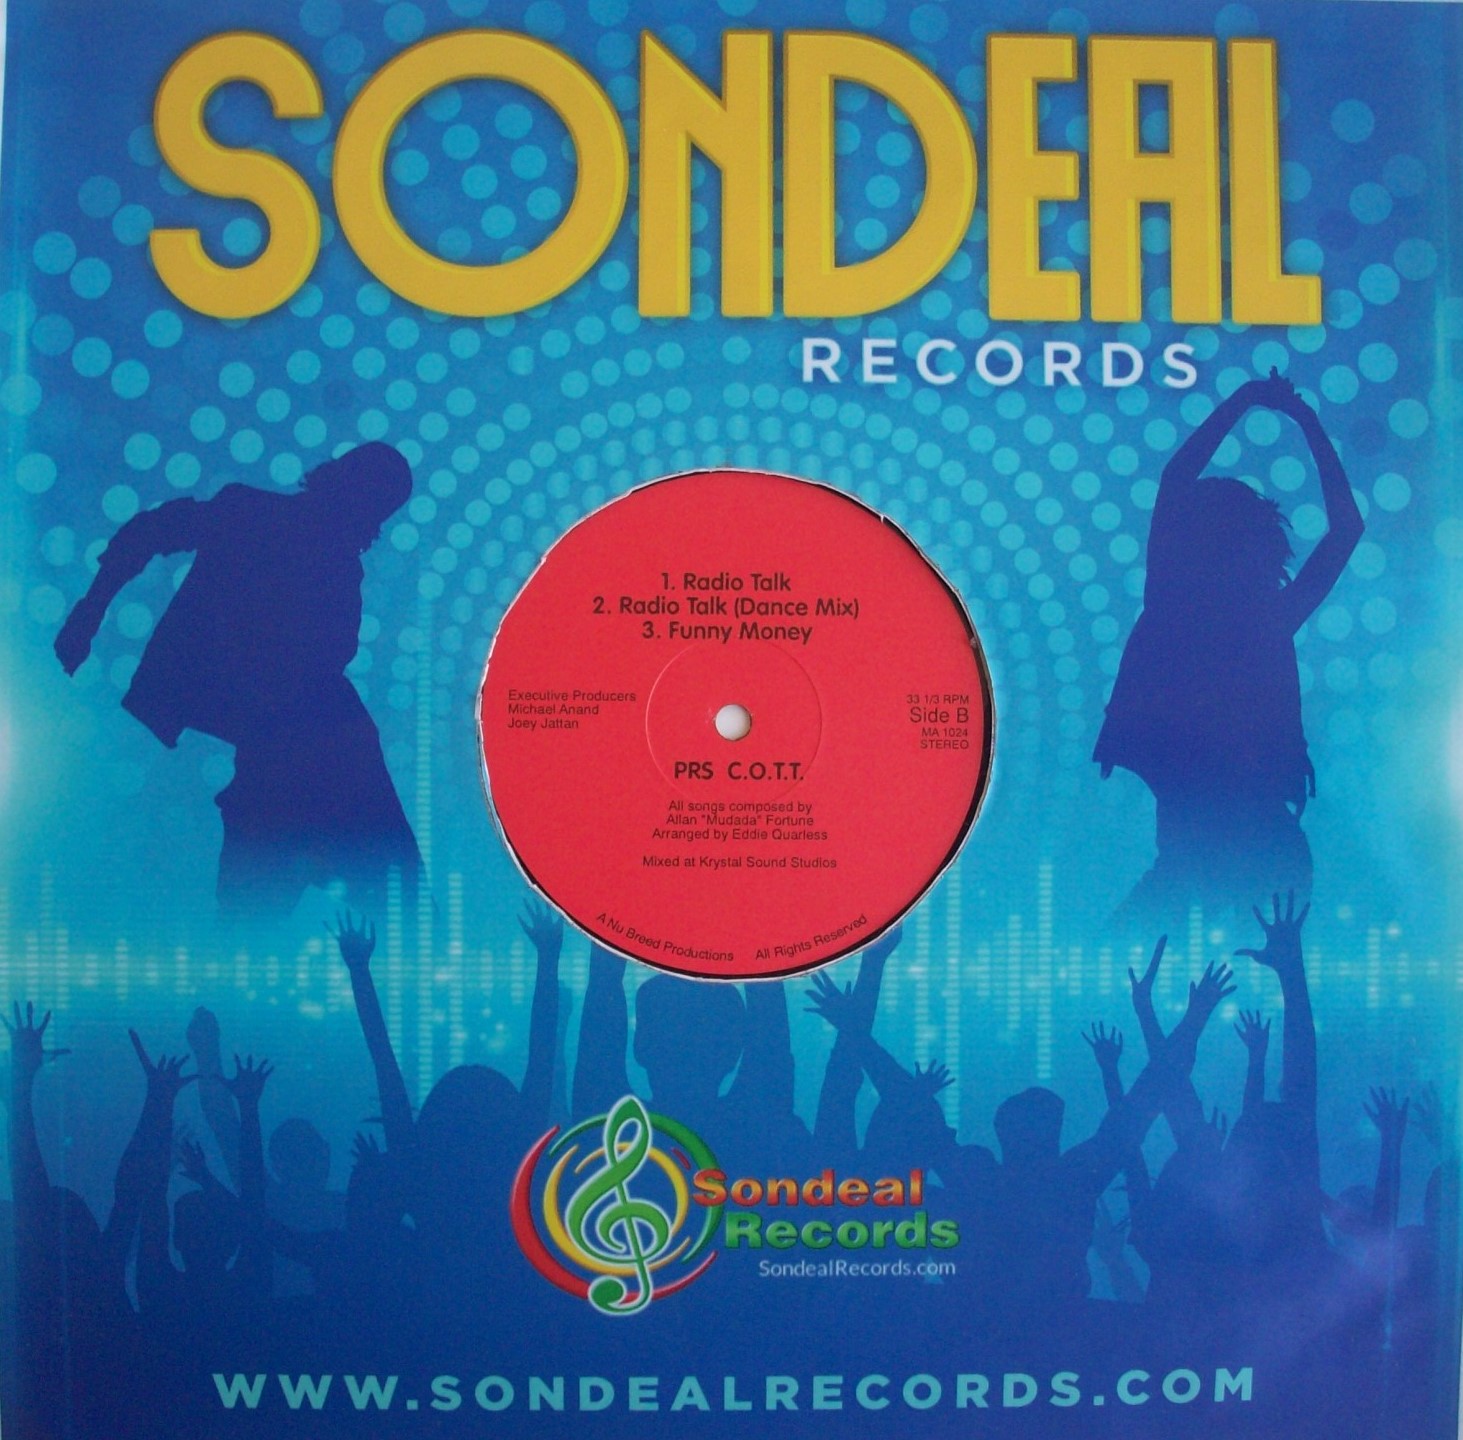 SONDEAL
RECORDS
1. Radio Talk
2. Radio Talk (Dance Mix)
3. Funny Money
Executive Producers
Michael Anand
Joey Jattan
33 1/3 RPM
Side B
MA 1024
STEREO
PRS C.O.T.T.
All songs composed by
Allan "Mudada" Fortune
Arranged by Eddie Quarless
Mixed at Krystal Sound Studios
A Nu Breed Productions All Rights Reserved
Sondeal
Records
SondealRecords.com
WWW.SONDEALRECORDS.COM